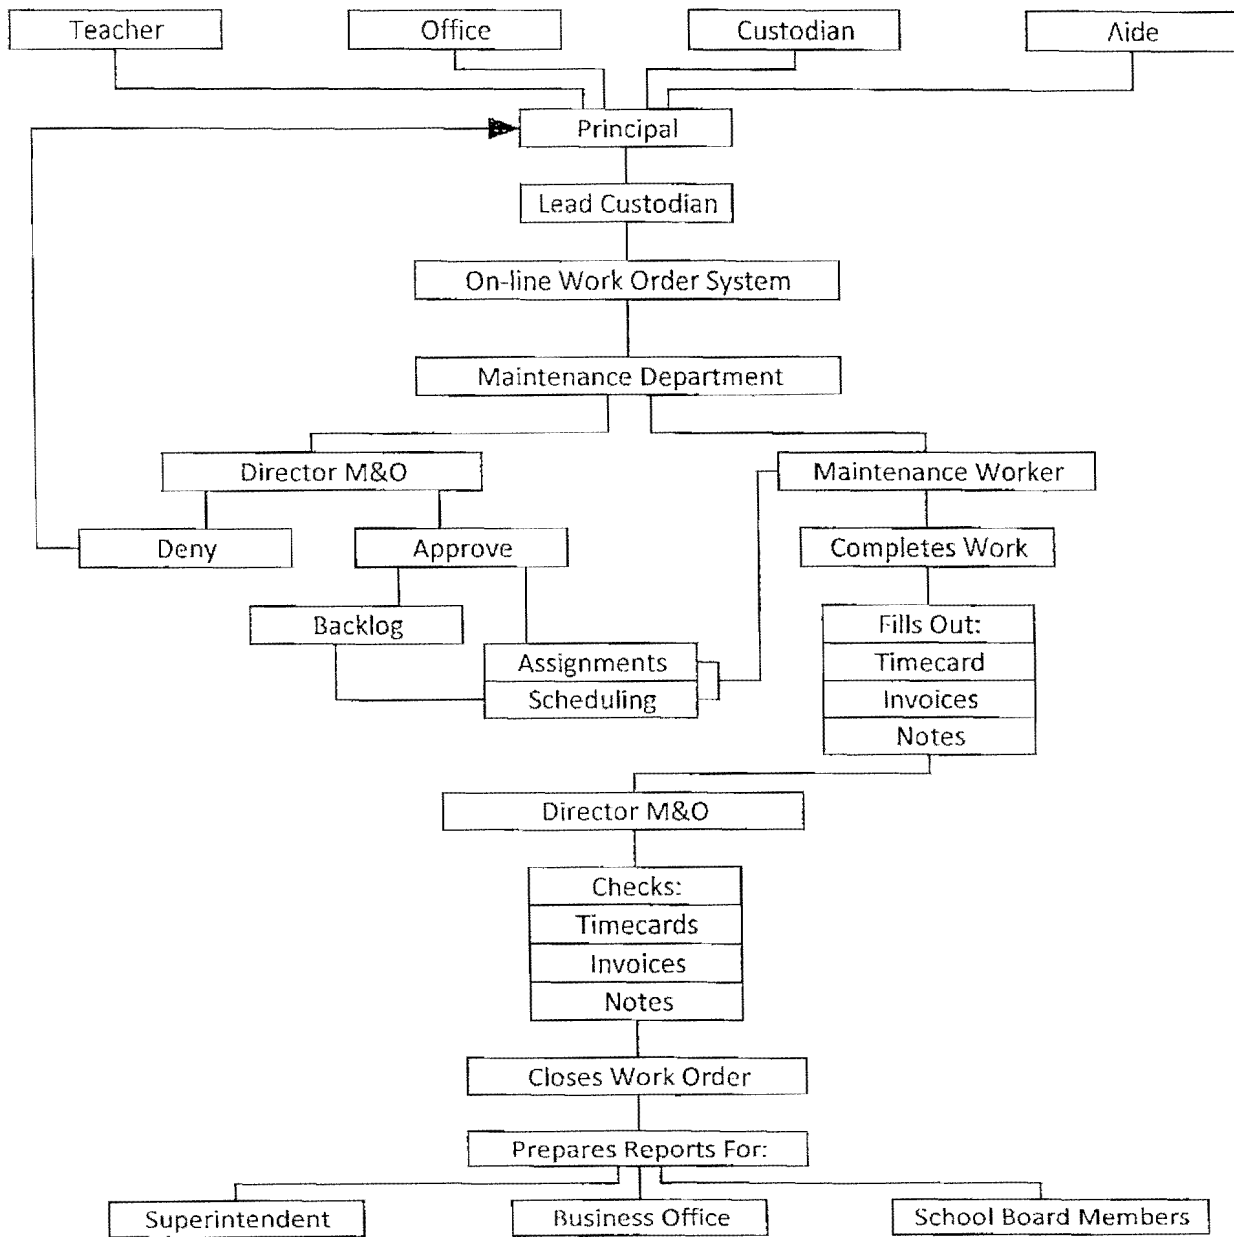 Teacher
Office
Custodian
Aide
Principal
Lead Custodian
On-line Work Order System
Maintenance Department
Director M&O
Maintenance Worker
Deny
Approve
Completes Work
Backlog
Fills Out:
Assignments
Timecard
Scheduling
Invoices
Notes
Director M&O
Checks:
Timecards
Invoices
Notes
Closes Work Order
Prepares Reports For:
Superintendent
Business Office
School Board Members